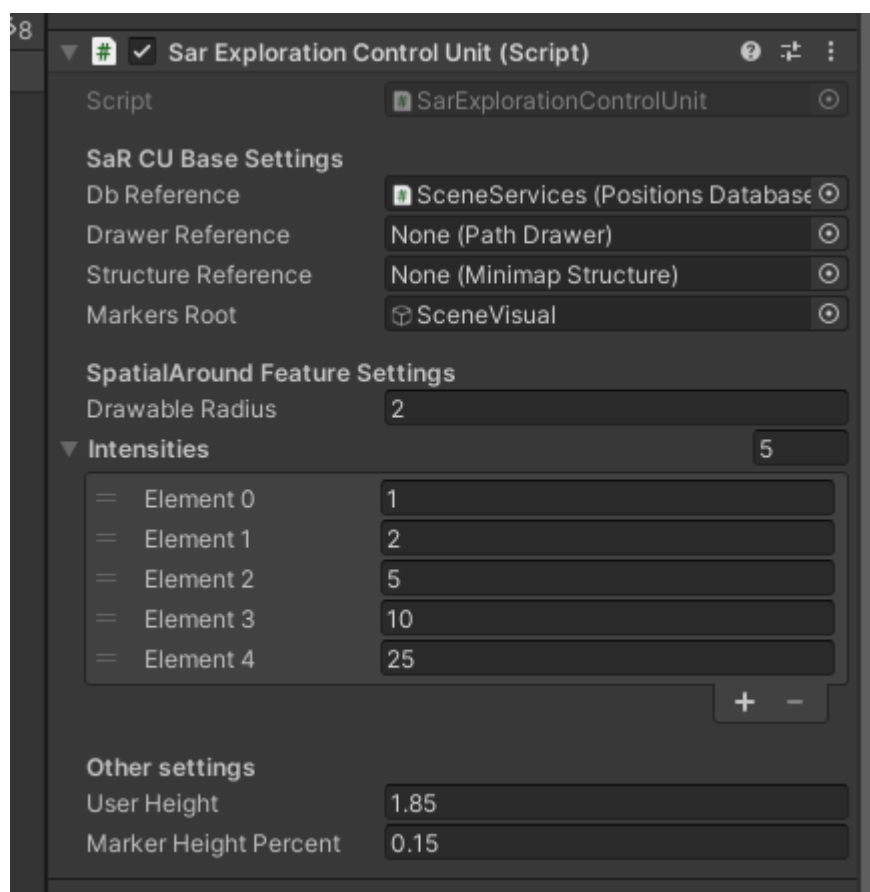 8
# Sar Exploration Control Unit (Script)
Script # SarExplorationControlUnit
SaR CU Base Settings
Db Reference # SceneServices (Positions Database
Drawer Reference None (Path Drawer)
Structure Reference None (Minimap Structure)
Markers Root SceneVisual
SpatialAround Feature Settings
Drawable Radius 2
Intensities 5
Element 0 1
Element 1 2
Element 2 5
Element 3 10
Element 4 25
+ −
Other settings
User Height 1.85
Marker Height Percent 0.15